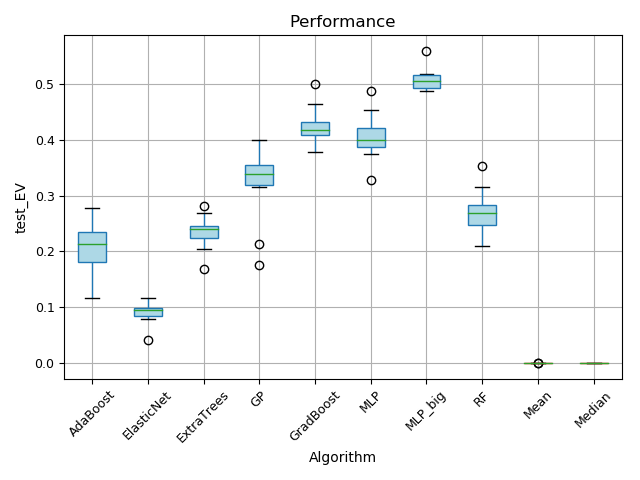 Performance
test_EV
0.5
0.4
0.3
0.2
0.1
0.0
AdaBoost
ElasticNet
ExtraTrees
GP
GradBoost
MLP
MLP_big
RF
Mean
Median
Algorithm